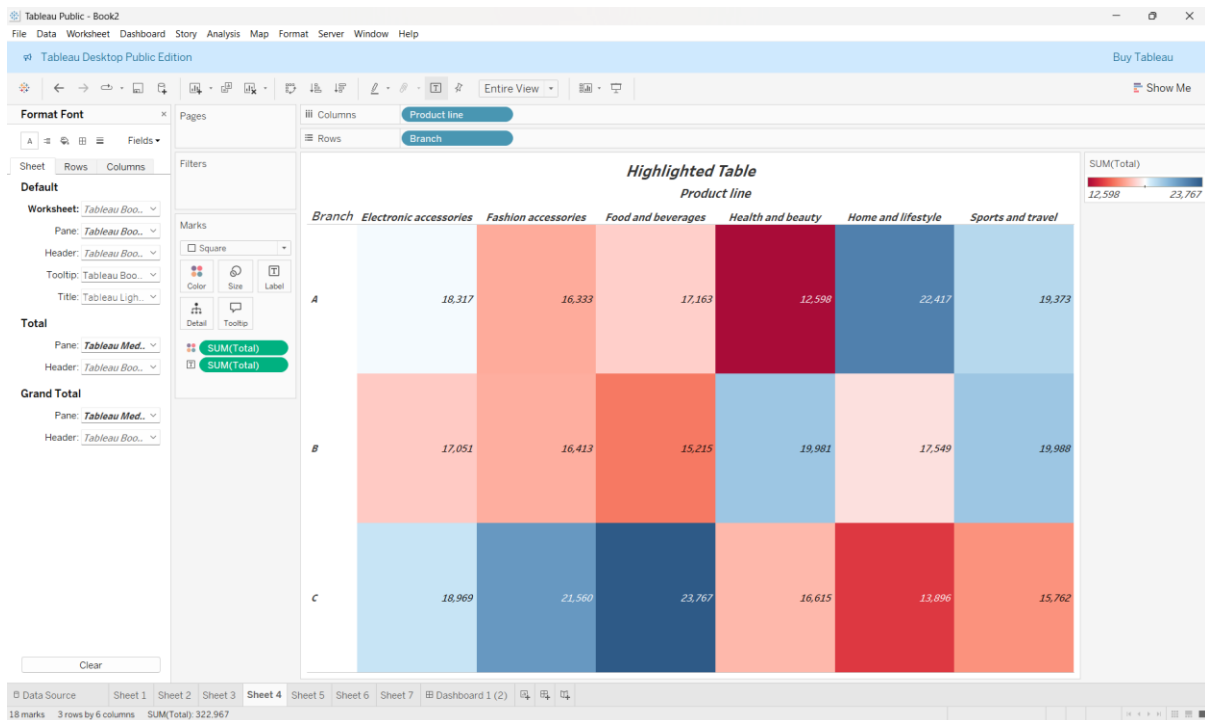 Tableau Public - Book2
File Data Worksheet Dashboard Story Analysis Map Format Server Window Help
Tableau Desktop Public Edition Buy Tableau
Entire View Show Me
Format Font
Fields
Sheet Rows Columns
Default
Worksheet: Tableau Boo..
Pane: Tableau Boo..
Header: Tableau Boo..
Tooltip: Tableau Boo..
Title: Tableau Ligh..
Total
Pane: Tableau Med..
Header: Tableau Boo..
Grand Total
Pane: Tableau Med..
Header: Tableau Boo..
Clear
Pages
Filters
Marks
Square
Color Size Label
Detail Tooltip
SUM(Total)
SUM(Total)
Columns Product line
Rows Branch
Highlighted Table
Product line
Branch Electronic accessories Fashion accessories Food and beverages Health and beauty Home and lifestyle Sports and travel
A 18,317 16,333 17,163 12,598 22,417 19,373
B 17,051 16,413 15,215 19,981 17,549 19,988
C 18,969 21,560 23,767 16,615 13,896 15,762
SUM(Total)
12,598 23,767
Data Source Sheet 1 Sheet 2 Sheet 3 Sheet 4 Sheet 5 Sheet 6 Sheet 7 Dashboard 1 (2)
18 marks 3 rows by 6 columns SUM(Total): 322.967